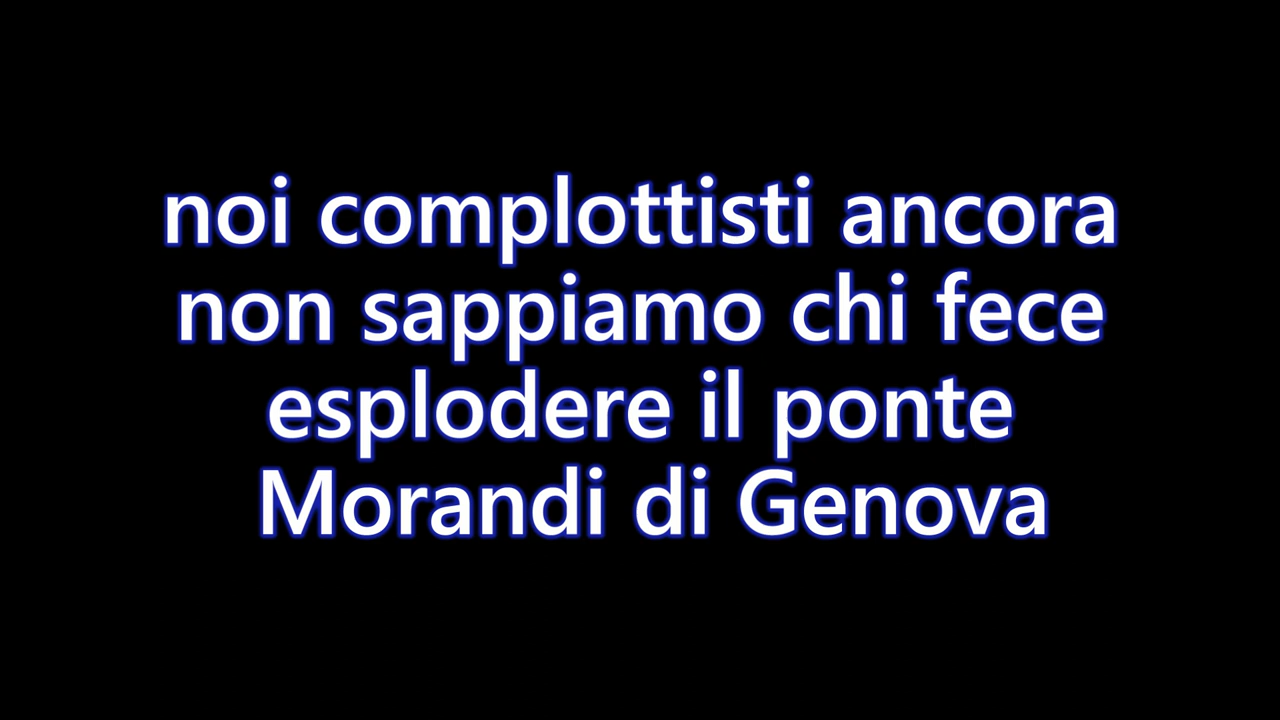 noi complottisti ancora
non sappiamo chi fece
esplodere il ponte
Morandi di Genova